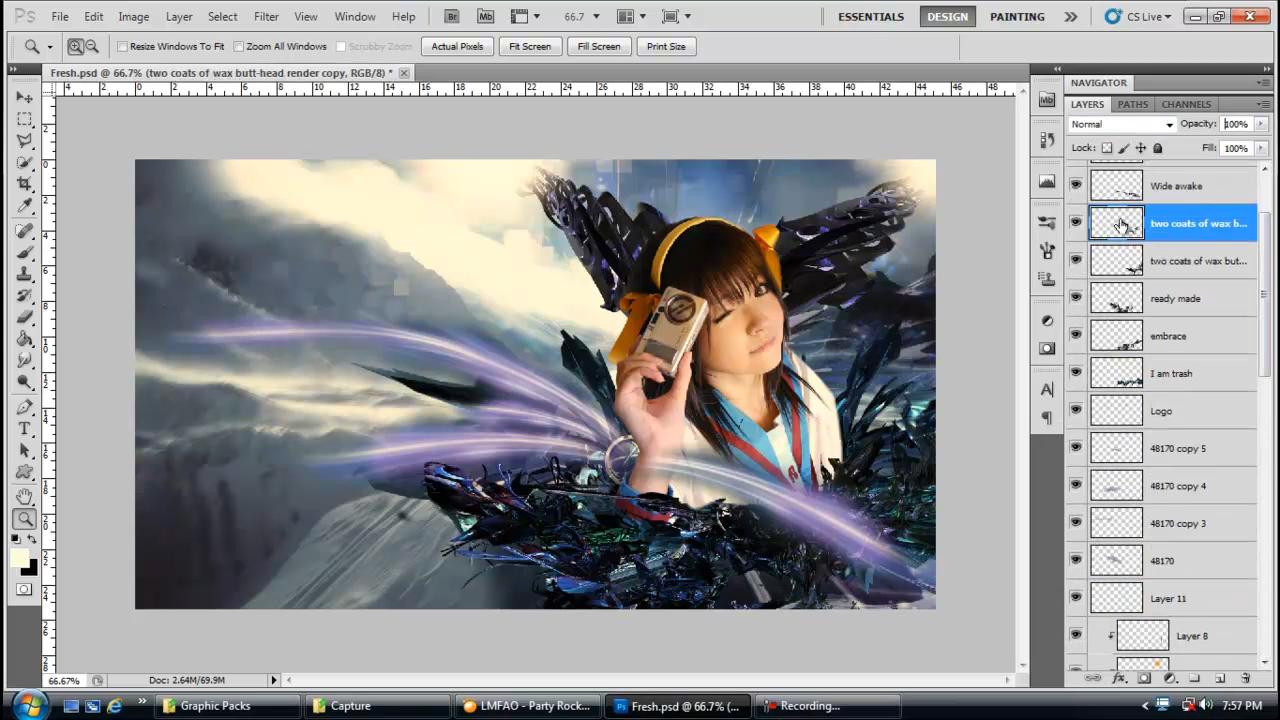 Ps File Edit Image Layer Select Filter Analysis View Window Help Br Mb 66.7 ESSENTIALS DESIGN PAINTING CS Live
Resize Windows To Fit Zoom All Windows Scrubby Zoom Actual Pixels Fit Screen Fill Screen Print Size
Fresh.psd @ 66.7% (two coats of wax butt-head render copy, RGB/8) *
NAVIGATOR
LAYERS PATHS CHANNELS
Normal Opacity: 100%
Lock: Fill: 100%
Wide awake
two coats of wax b...
two coats of wax but...
ready made
embrace
I am trash
Logo
48170 copy 5
48170 copy 4
48170 copy 3
48170
Layer 11
Layer 8
66.67% Doc: 2.64M/69.9M
Graphic Packs Capture LMFAO - Party Rock... Fresh.psd @ 66.7% (... Recording... 7:57 PM